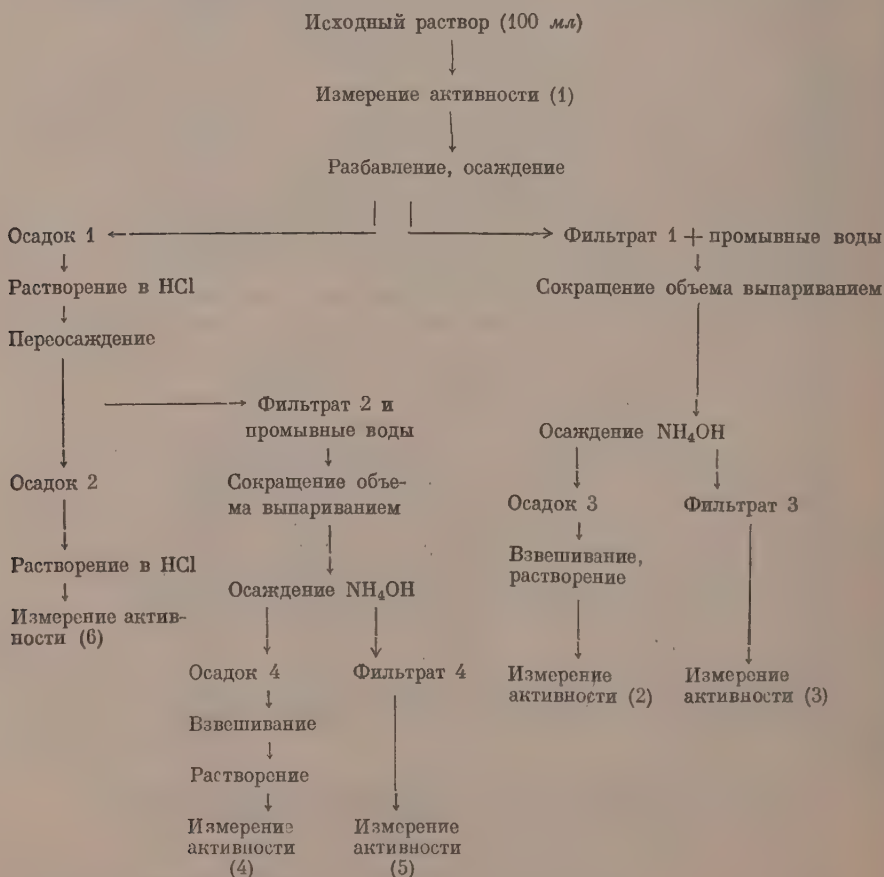 Исходный раствор (100 мл)
Измерение активности (1)
Разбавление, осаждение
Осадок 1
Фильтрат 1 + промывные воды
Растворение в HCl
Сокращение объема выпариванием
Переосаждение
Фильтрат 2 и
промывные воды
Осаждение NH₄OH
Осадок 2
Сокращение объе-
ма выпариванием
Осадок 3
Фильтрат 3
Растворение в HCl
Взвешивание,
растворение
Осаждение NH₄OH
Измерение актив-
ности (6)
Осадок 4
Фильтрат 4
Измерение
активности (2)
Измерение
активности (3)
Взвешивание
Растворение
Измерение
активности
(4)
Измерение
активности
(5)